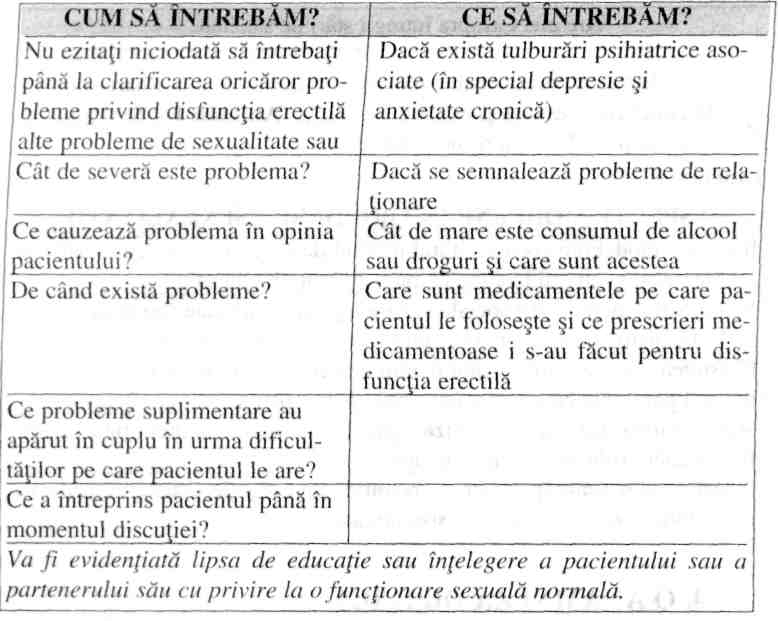 CUM SĂ ÎNTREBĂM?
CE SĂ ÎNTREBĂM?
Nu ezitaţi niciodată să întrebaţi
până la clarificarea oricăror pro-
bleme privind disfuncţia erectilă
alte probleme de sexualitate sau
Dacă există tulburări psihiatrice aso-
ciate (în special depresie şi
anxietate cronică)
Cât de severă este problema?
Dacă se semnalează probleme de rela-
ţionare
Ce cauzează problema în opinia
pacientului?
Cât de mare este consumul de alcool
sau droguri şi care sunt acestea
De când există probleme?
Care sunt medicamentele pe care pa-
cientul le foloseşte şi ce prescrieri me-
dicamentoase i s-au făcut pentru dis-
funcţia erectilă
Ce probleme suplimentare au
apărut în cuplu în urma dificul-
tăţilor pe care pacientul le are?
Ce a întreprins pacientul până în
momentul discuţiei?
Va fi evidenţiată lipsa de educaţie sau înţelegere a pacientului sau a
partenerului său cu privire la o funcţionare sexuală normală.